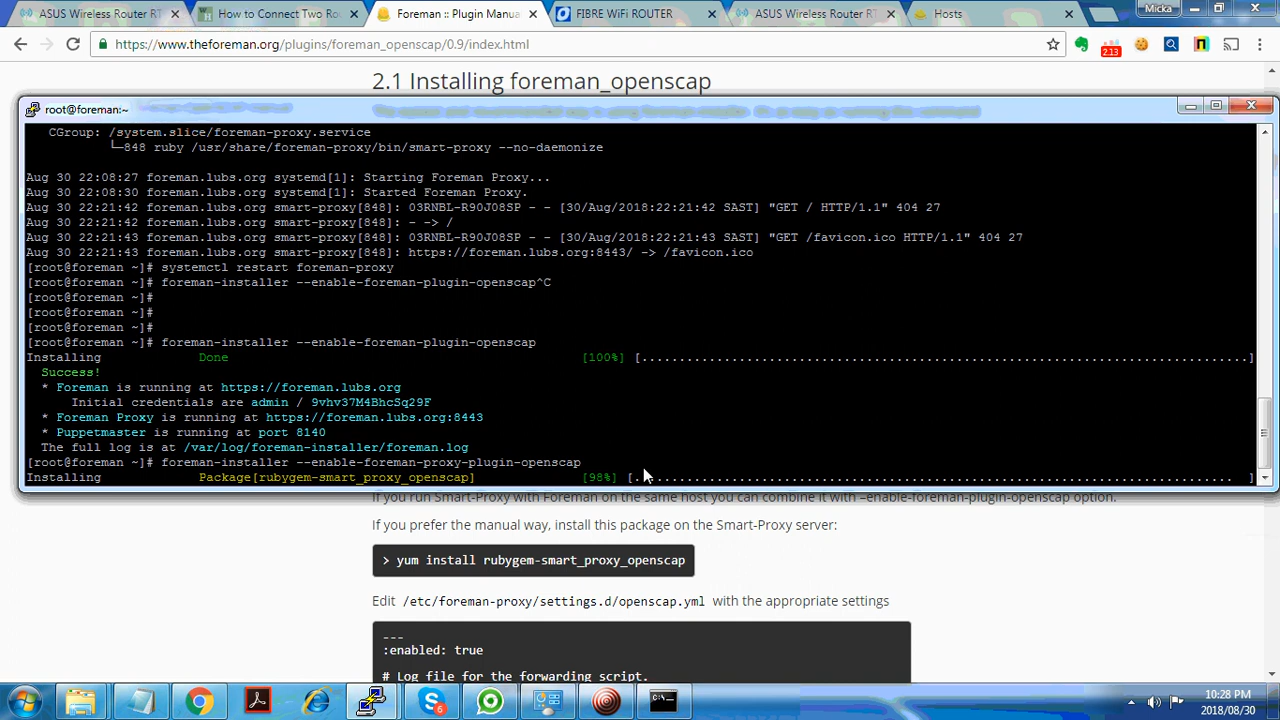 ASUS Wireless Router RT
How to Connect Two Rou
Foreman :: Plugin Manua
FIBRE WiFi ROUTER
ASUS Wireless Router RT
Hosts
Micka
https://www.theforeman.org/plugins/foreman_openscap/0.9/index.html
2.13
2.1 Installing foreman_openscap
root@foreman:~
CGroup: /system.slice/foreman-proxy.service
└─848 ruby /usr/share/foreman-proxy/bin/smart-proxy --no-daemonize
Aug 30 22:08:27 foreman.lubs.org systemd[1]: Starting Foreman Proxy...
Aug 30 22:08:30 foreman.lubs.org systemd[1]: Started Foreman Proxy.
Aug 30 22:21:42 foreman.lubs.org smart-proxy[848]: 03RNBL-R90J08SP - - [30/Aug/2018:22:21:42 SAST] "GET / HTTP/1.1" 404 27
Aug 30 22:21:42 foreman.lubs.org smart-proxy[848]: - -> /
Aug 30 22:21:43 foreman.lubs.org smart-proxy[848]: 03RNBL-R90J08SP - - [30/Aug/2018:22:21:43 SAST] "GET /favicon.ico HTTP/1.1" 404 27
Aug 30 22:21:43 foreman.lubs.org smart-proxy[848]: https://foreman.lubs.org:8443/ -> /favicon.ico
[root@foreman ~]# systemctl restart foreman-proxy
[root@foreman ~]# foreman-installer --enable-foreman-plugin-openscap^C
[root@foreman ~]#
[root@foreman ~]#
[root@foreman ~]#
[root@foreman ~]# foreman-installer --enable-foreman-plugin-openscap
Installing Done [100%] [..................................................................................]
Success!
* Foreman is running at https://foreman.lubs.org
Initial credentials are admin / 9vhv37M4BhcSq29F
* Foreman Proxy is running at https://foreman.lubs.org:8443
* Puppetmaster is running at port 8140
The full log is at /var/log/foreman-installer/foreman.log
[root@foreman ~]# foreman-installer --enable-foreman-proxy-plugin-openscap
Installing Package[rubygem-smart_proxy_openscap] [98%] [................................................................................ ]
If you run Smart-Proxy with Foreman on the same host you can combine it with –enable-foreman-plugin-openscap option.
If you prefer the manual way, install this package on the Smart-Proxy server:
> yum install rubygem-smart_proxy_openscap
Edit /etc/foreman-proxy/settings.d/openscap.yml with the appropriate settings
---
:enabled: true
# Log file for the forwarding script.
6
10:28 PM
2018/08/30